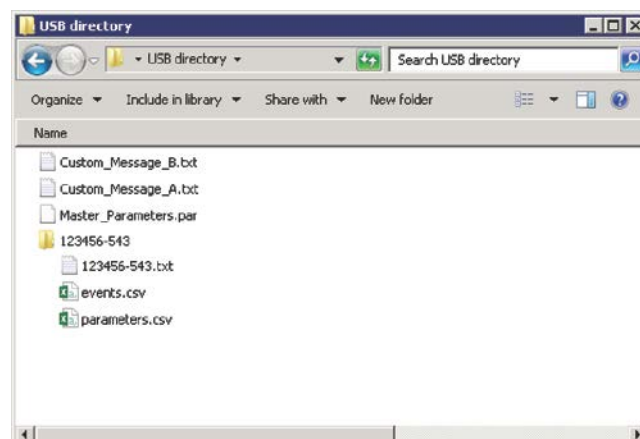 USB directory
USB directory Search USB directory
Organize Include in library Share with New folder
Name
Custom_Message_B.txt
Custom_Message_A.txt
Master_Parameters.par
123456-543
123456-543.txt
events.csv
parameters.csv